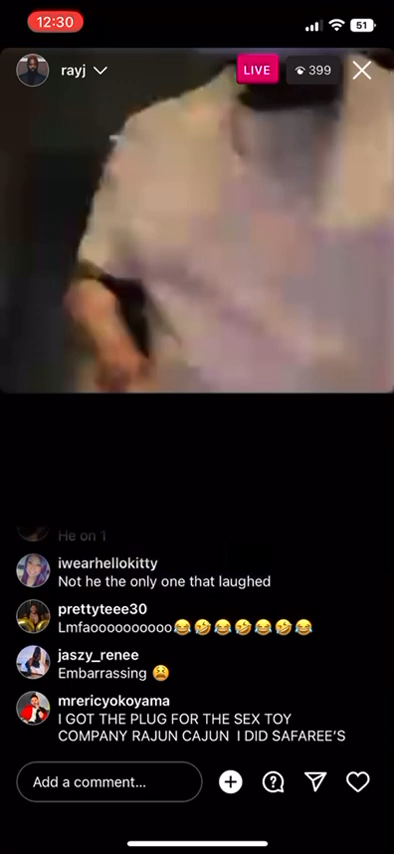 12:30
51
rayj
LIVE
399
He on 1
iwearhellokitty
Not he the only one that laughed
prettyteee30
Lmfaoooooooooo😂🤣😂🤣😂🤣😂
jaszy_renee
Embarrassing 😫
mrericyokoyama
I GOT THE PLUG FOR THE SEX TOY
COMPANY RAJUN CAJUN I DID SAFAREE'S
Add a comment...